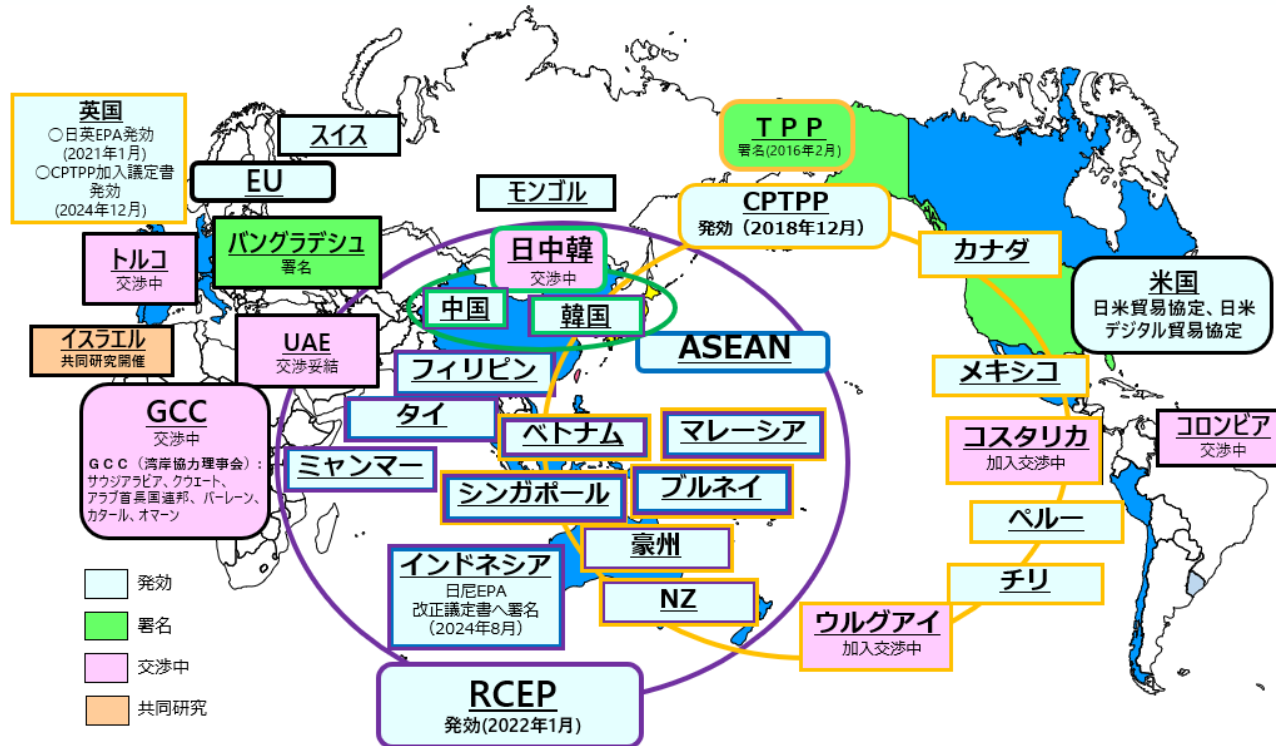 英国
○日英EPA発効
(2021年1月)
○CPTPP加入議定書
発効
(2024年12月)
スイス
EU
モンゴル
TPP
署名(2016年2月)
CPTPP
発効（2018年12月）
カナダ
米国
日米貿易協定、日米
デジタル貿易協定
トルコ
交渉中
バングラデシュ
署名
日中韓
交渉中
中国
韓国
イスラエル
共同研究開催
UAE
交渉妥結
ASEAN
フィリピン
メキシコ
GCC
交渉中
GCC（湾岸協力理事会）:
サウジアラビア、クウェート、
アラブ首長国連邦、バーレーン、
カタール、オマーン
タイ
ベトナム
マレーシア
コスタリカ
加入交渉中
コロンビア
交渉中
ミャンマー
シンガポール
ブルネイ
ペルー
豪州
インドネシア
日尼EPA
改正議定書へ署名
（2024年8月）
NZ
チリ
ウルグアイ
加入交渉中
RCEP
発効(2022年1月)
発効
署名
交渉中
共同研究